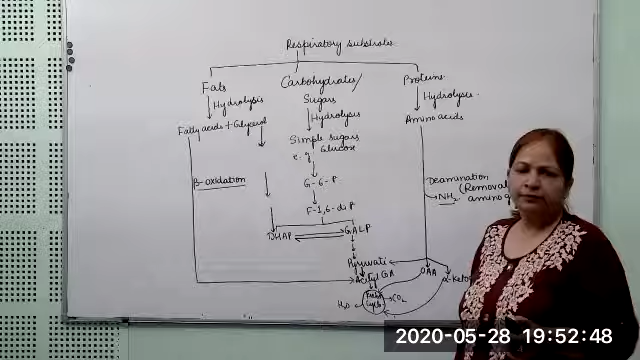 Respiratory substrate
Fats
Carbohydrates/
Sugars
Proteins
Hydrolysis
Hydrolysis
Hydrolysis
Fatty acids + Glycerol
Simple sugars
e.g. Glucose
Amino acids
β-oxidation
G-6-P
F-1,6-di P
DHAP
GALP
Deamination
(Removal
NH2
amino g
Pyruvate
Acetyl
OAA
α-Keto
H2O
CO2
2020-05-28 19:52:48